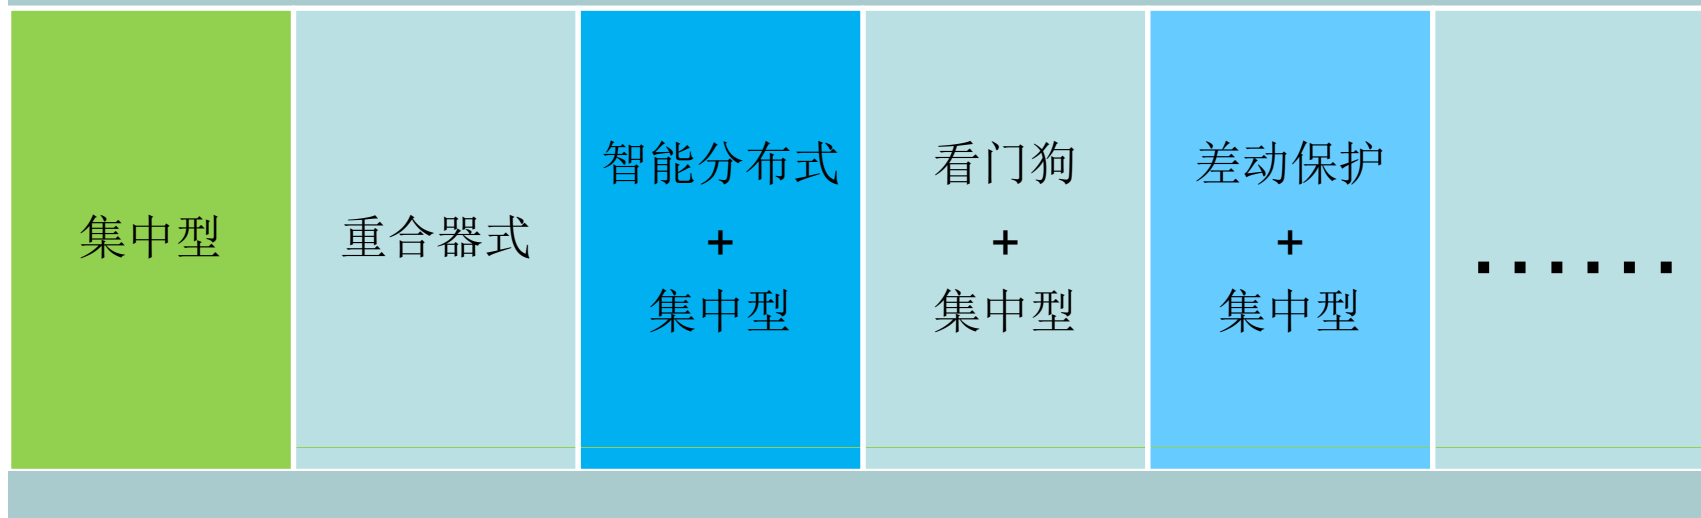 集中型
重合器式
智能分布式
+
集中型
看门狗
+
集中型
差动保护
+
集中型
......